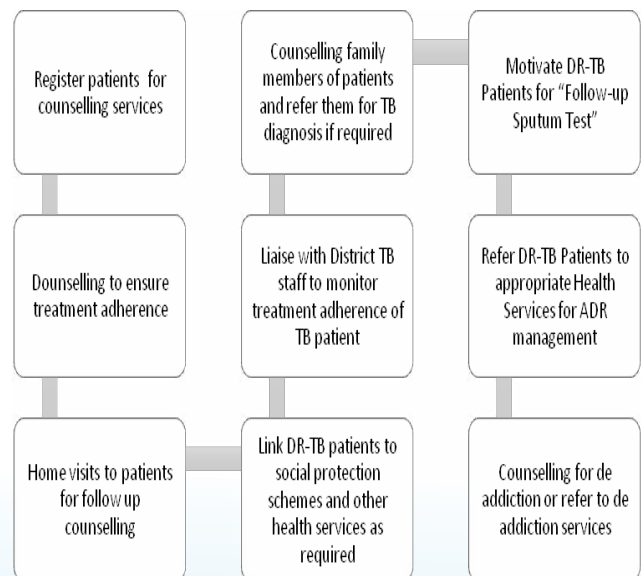 Register patients for
counselling services
Dounselling to ensure
treatment adherence
Home visits to patients
for follow up
counselling
Link DR-TB patients to
social protection
schemes and other
health services as
required
Liaise with District TB
staff to monitor
treatment adherence of
TB patient
Counselling family
members of patients
and refer them for TB
diagnosis if required
Motivate DR-TB
Patients for “Follow-up
Sputum Test”
Refer DR-TB Patients to
appropriate Health
Services for ADR
management
Counselling for de
addiction or refer to de
addiction services